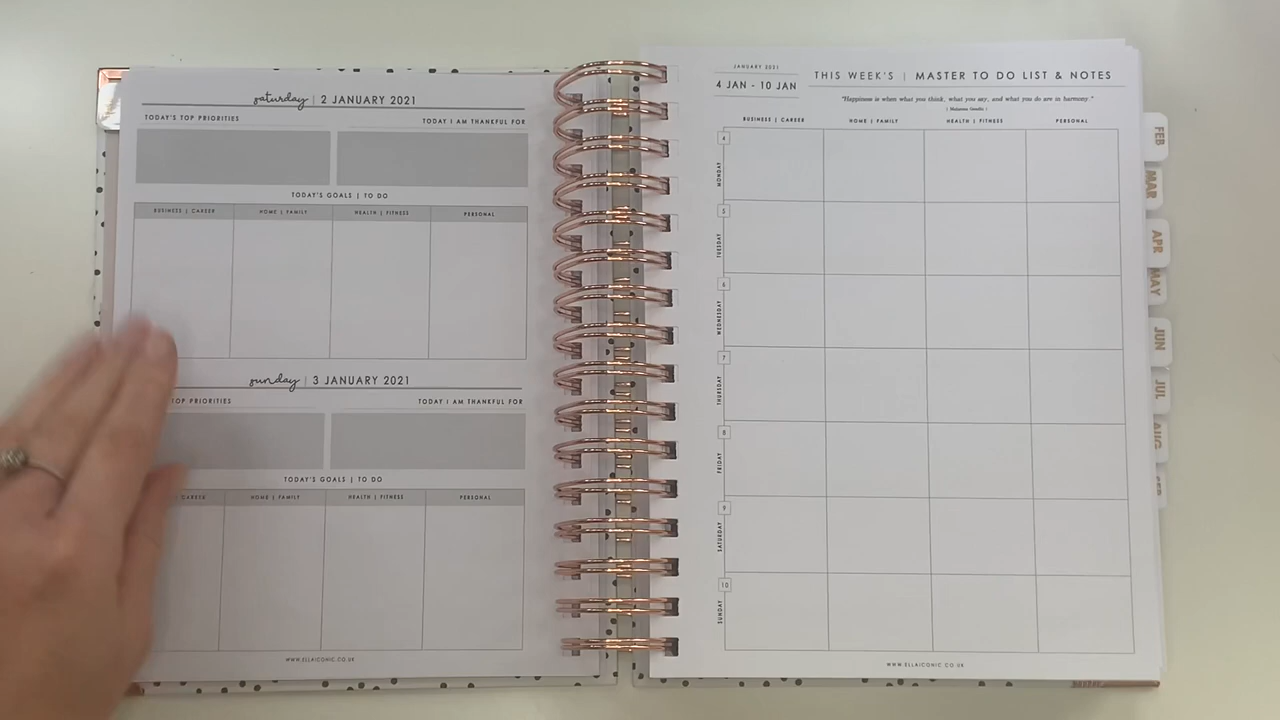 saturday | 2 JANUARY 2021
TODAY'S TOP PRIORITIES
TODAY I AM THANKFUL FOR
TODAY'S GOALS | TO DO
BUSINESS | CAREER HOME | FAMILY HEALTH | FITNESS PERSONAL
sunday | 3 JANUARY 2021
TOP PRIORITIES
TODAY I AM THANKFUL FOR
TODAY'S GOALS | TO DO
CAREER HOME | FAMILY HEALTH | FITNESS PERSONAL
WWW.ELLAICONIC.CO.UK
JANUARY 2021
4 JAN - 10 JAN
THIS WEEK'S | MASTER TO DO LIST & NOTES
"Happiness is when what you think, what you say, and what you do are in harmony."
| Mahatma Gandhi |
BUSINESS | CAREER HOME | FAMILY HEALTH | FITNESS PERSONAL
4 MONDAY
5 TUESDAY
6 WEDNESDAY
7 THURSDAY
8 FRIDAY
9 SATURDAY
10 SUNDAY
WWW.ELLAICONIC.CO.UK
FEB
MAR
APR
MAY
JUN
JUL
AUG
SEP